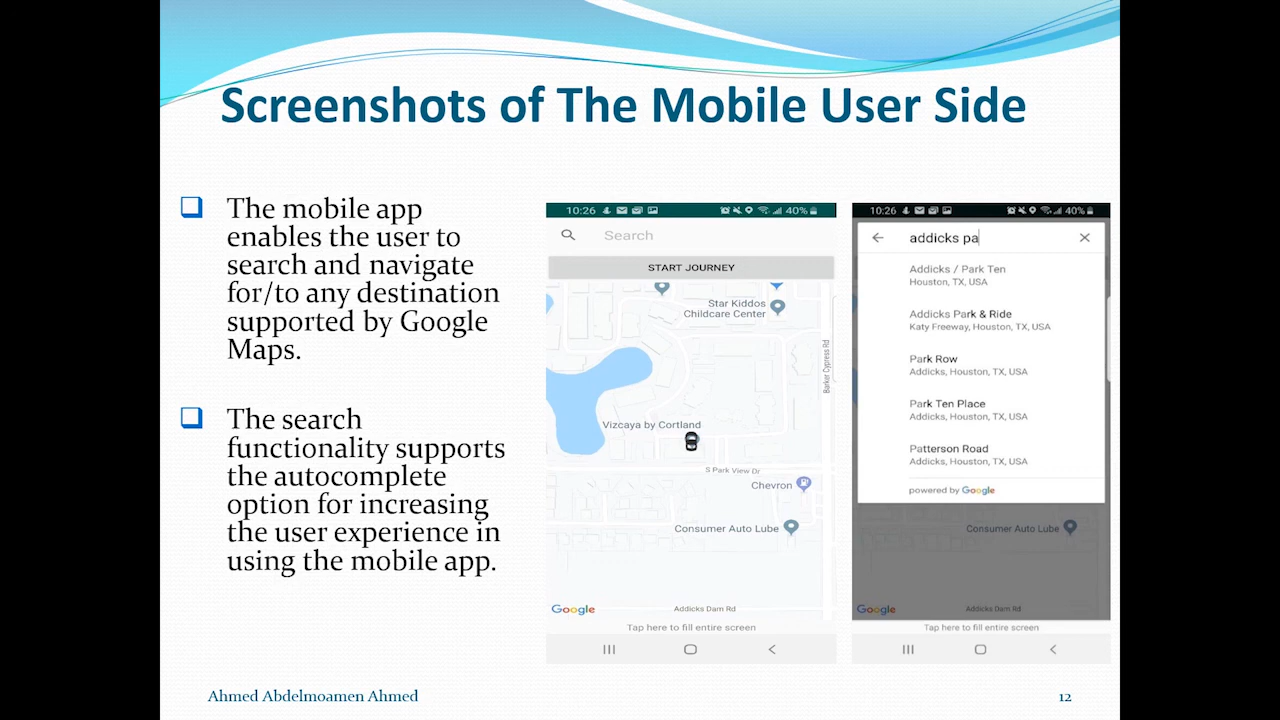 Screenshots of The Mobile User Side
The mobile app
enables the user to
search and navigate
for/to any destination
supported by Google
Maps.
The search
functionality supports
the autocomplete
option for increasing
the user experience in
using the mobile app.
10:26
40%
Search
START JOURNEY
Star Kiddos
Childcare Center
Barker Cypress Rd
Vizcaya by Cortland
S Park View Dr
Chevron
Consumer Auto Lube
Google
Addicks Dam Rd
Tap here to fill entire screen
10:26
40%
addicks pa
Addicks / Park Ten
Houston, TX, USA
Addicks Park & Ride
Katy Freeway, Houston, TX, USA
Park Row
Addicks, Houston, TX, USA
Park Ten Place
Addicks, Houston, TX, USA
Patterson Road
Addicks, Houston, TX, USA
powered by Google
Consumer Auto Lube
Google
Addicks Dam Rd
Tap here to fill entire screen
Ahmed Abdelmoamen Ahmed
12